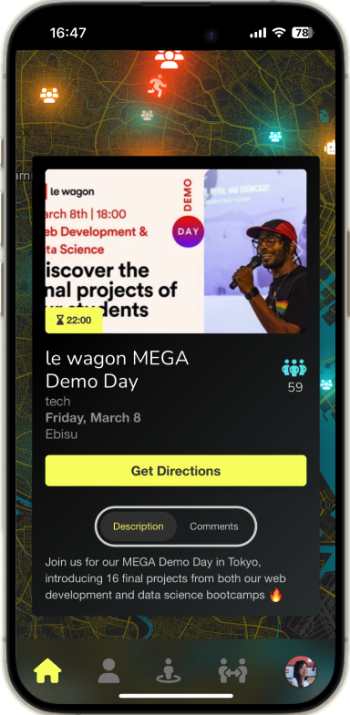 16:47
78
am
le wagon
DEMO
DAY
arch 8th | 18:00
eb Development &
ta Science
iscover the
nal projects of
students
22:00
le wagon MEGA
Demo Day
59
tech
Friday, March 8
Ebisu
Get Directions
Description
Comments
Join us for our MEGA Demo Day in Tokyo,
introducing 16 final projects from both our web
development and data science bootcamps 🔥